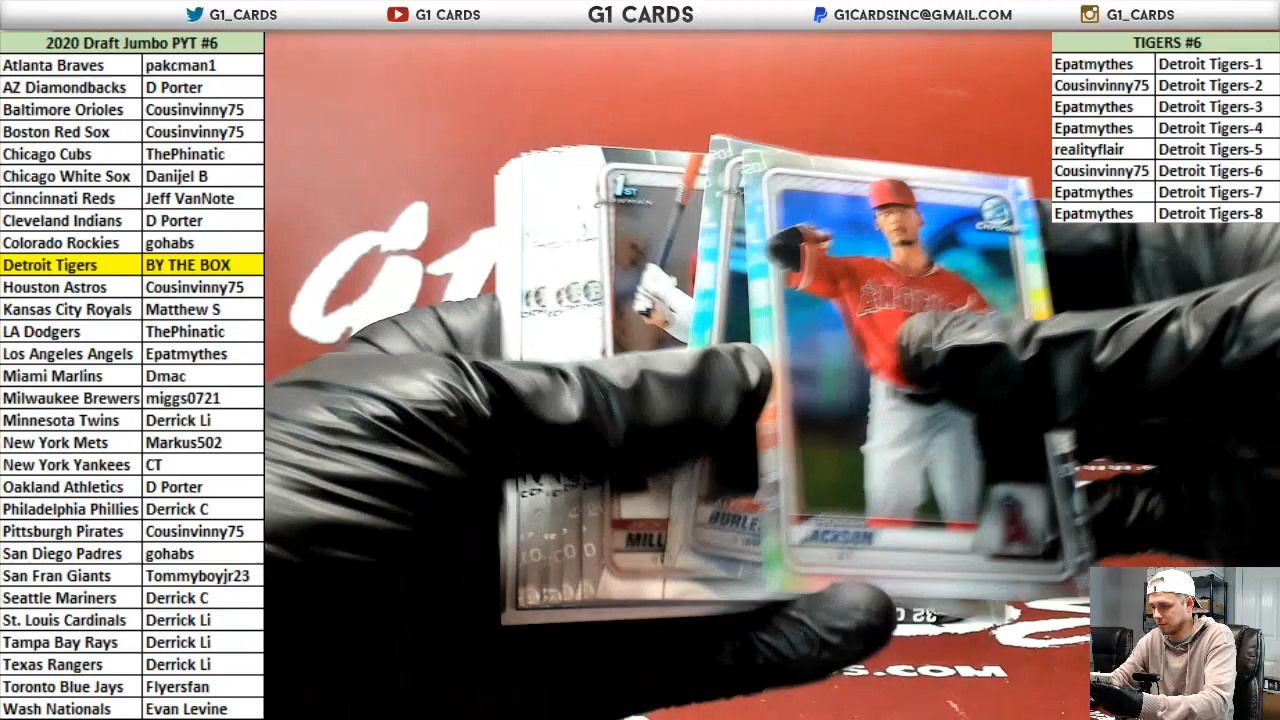 G1_CARDS G1 CARDS G1 CARDS G1CARDSINC@GMAIL.COM G1_CARDS
2020 Draft Jumbo PYT #6
Atlanta Braves pakcman1
AZ Diamondbacks D Porter
Baltimore Orioles Cousinvinny75
Boston Red Sox Cousinvinny75
Chicago Cubs ThePhinatic
Chicago White Sox Danijel B
Cinncinnati Reds Jeff VanNote
Cleveland Indians D Porter
Colorado Rockies gohabs
Detroit Tigers BY THE BOX
Houston Astros Cousinvinny75
Kansas City Royals Matthew S
LA Dodgers ThePhinatic
Los Angeles Angels Epatmythes
Miami Marlins Dmac
Milwaukee Brewers miggs0721
Minnesota Twins Derrick Li
New York Mets Markus502
New York Yankees CT
Oakland Athletics D Porter
Philadelphia Phillies Derrick C
Pittsburgh Pirates Cousinvinny75
San Diego Padres gohabs
San Fran Giants Tommyboyjr23
Seattle Mariners Derrick C
St. Louis Cardinals Derrick Li
Tampa Bay Rays Derrick Li
Texas Rangers Derrick Li
Toronto Blue Jays Flyersfan
Wash Nationals Evan Levine
TIGERS #6
Epatmythes Detroit Tigers-1
Cousinvinny75 Detroit Tigers-2
Epatmythes Detroit Tigers-3
Epatmythes Detroit Tigers-4
realityflair Detroit Tigers-5
Cousinvinny75 Detroit Tigers-6
Epatmythes Detroit Tigers-7
Epatmythes Detroit Tigers-8
1ST
CHROME
ANGELS
MILL
BURLE
JACKSON
S.COM